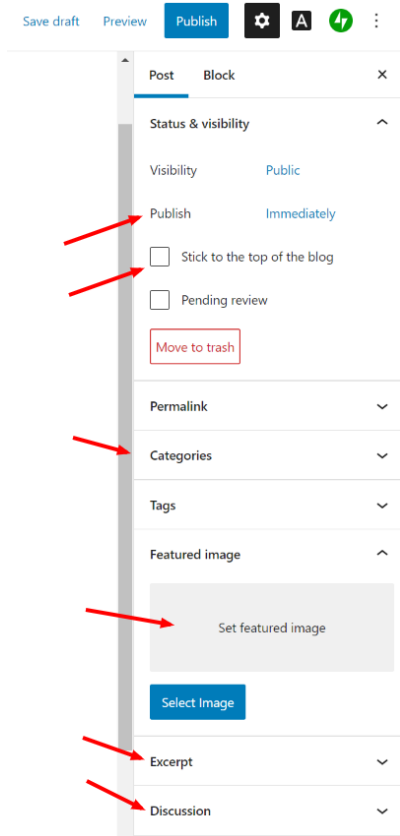 Save draft Preview Publish A
Post Block
Status & visibility
Visibility Public
Publish Immediately
Stick to the top of the blog
Pending review
Move to trash
Permalink
Categories
Tags
Featured image
Set featured image
Select Image
Excerpt
Discussion